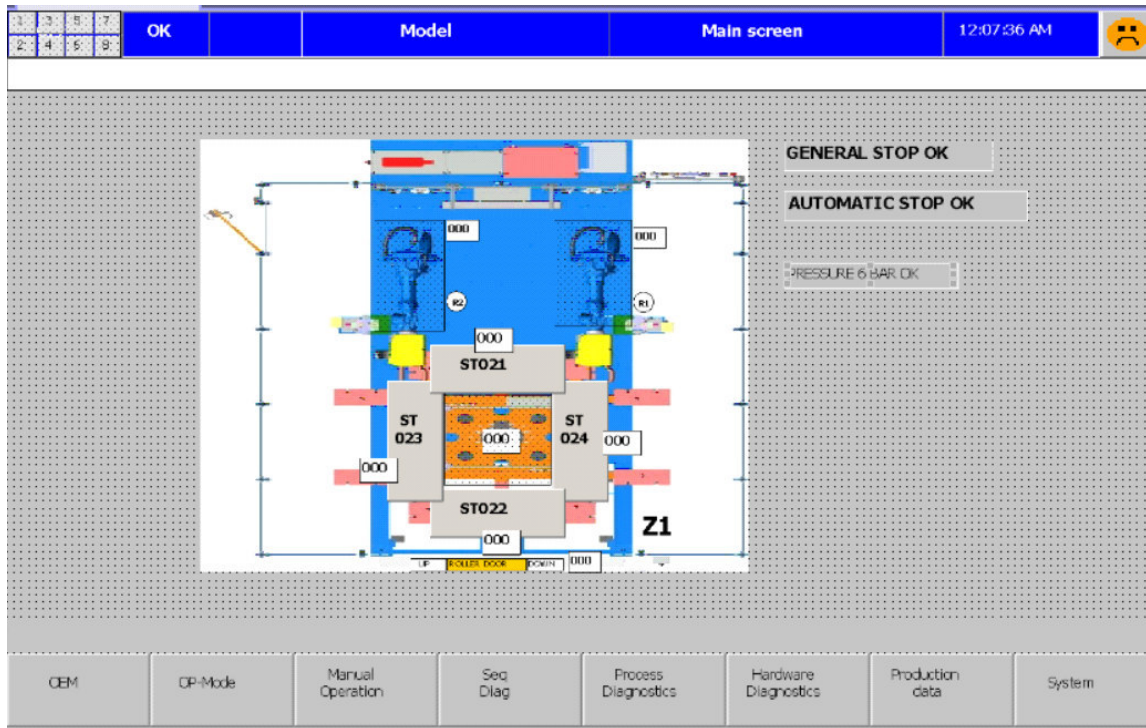 1 3 5 7
2 4 6 8
OK
Model
Main screen
12:07:36 AM
GENERAL STOP OK
AUTOMATIC STOP OK
PRESSURE 6 BAR OK
000
000
R2
R1
000
ST021
ST
023
000
ST
024
000
000
ST022
000
Z1
UP
ROLLER DOOR
DOWN
000
OEM
OP-Mode
Manual
Operation
Seq
Diag
Process
Diagnostics
Hardware
Diagnostics
Production
data
System